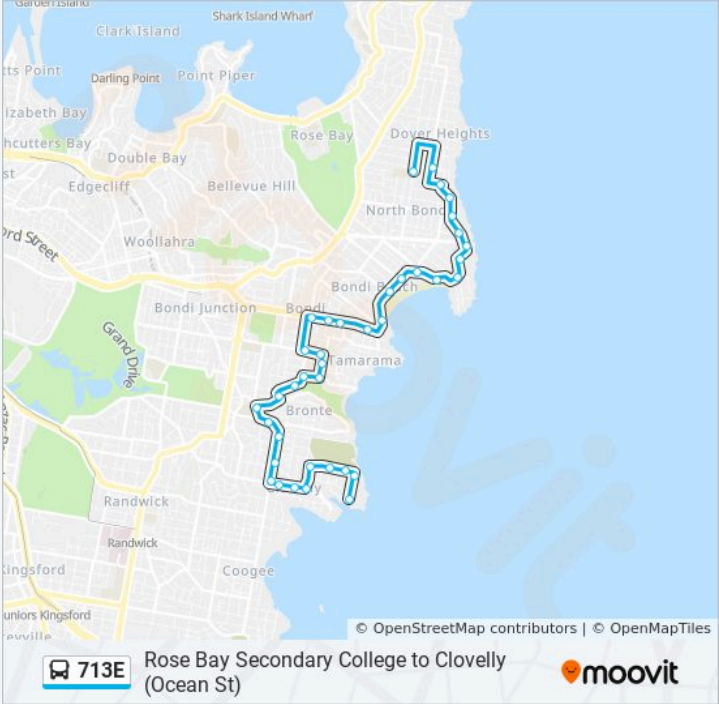 Garden Island
Shark Island Wharf
Clark Island
tts Point
Darling Point
Point Piper
lizabeth Bay
Rose Bay
Dover Heights
hcutters Bay
Double Bay
st
Edgecliff
Bellevue Hill
North Bond
ord Street
Woollahra
Bondi Beach
Bondi Junction
Bondi
Grand Drive
Tamarama
Bronte
Randwick
Randwick
Kingsford
Coogee
uniors Kingsford
© OpenStreetMap contributors | © OpenMapTiles
713E
Rose Bay Secondary College to Clovelly
(Ocean St)
moovit